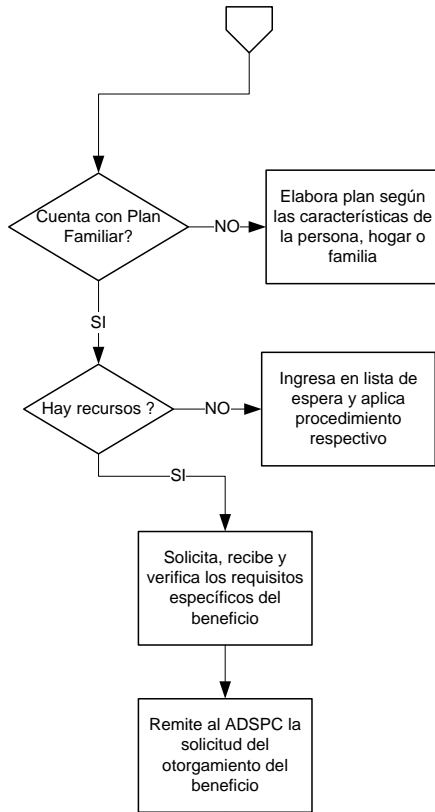 Cuenta con Plan
Familiar?
NO
Elabora plan según
las características de
la persona, hogar o
familia
SI
Hay recursos ?
NO
Ingresa en lista de
espera y aplica
procedimiento
respectivo
SI
Solicita, recibe y
verifica los requisitos
específicos del
beneficio
Remite al ADSPC la
solicitud del
otorgamiento del
beneficio